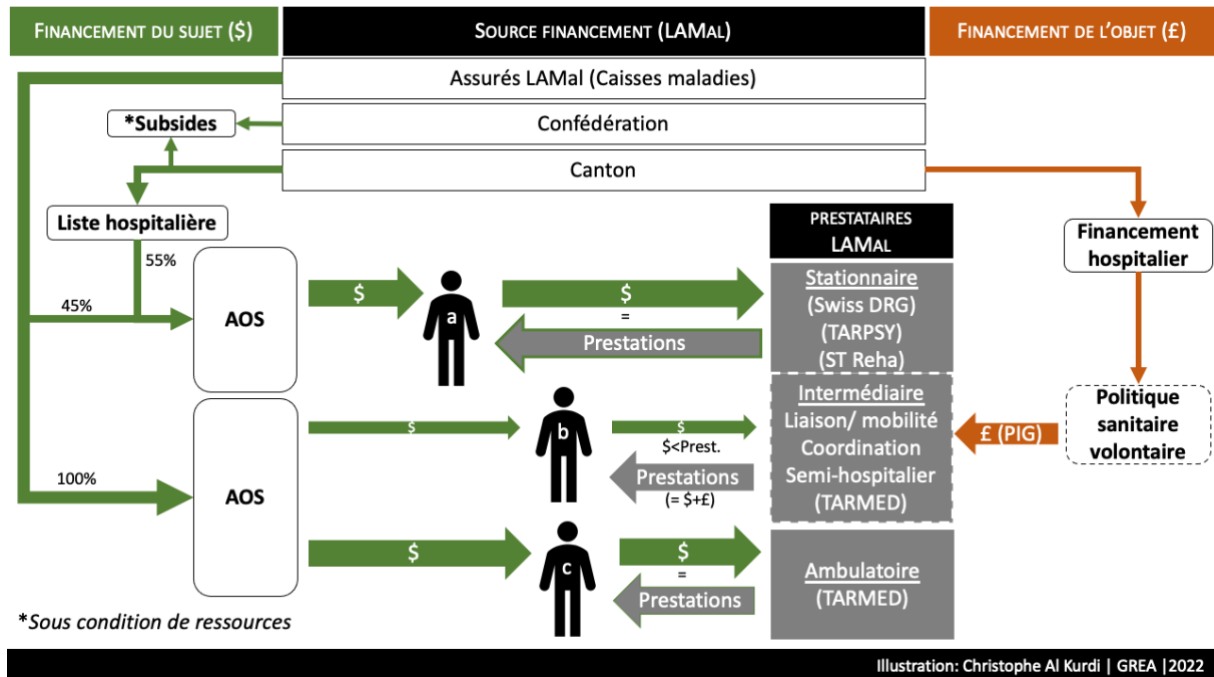 FINANCEMENT DU SUJET ($)
SOURCE FINANCEMENT (LAMAL)
FINANCEMENT DE L'OBJET (£)
Assurés LAMal (Caisses maladies)
*Subsides
Confédération
Canton
Liste hospitalière
55%
45%
AOS
$
a
$
=
Prestations
PRESTATAIRES
LAMAL
Stationnaire
(Swiss DRG)
(TARPSY)
(ST Reha)
Financement
hospitalier
100%
AOS
$
b
$
$<Prest.
Prestations
(= $+£)
Intermédiaire
Liaison/ mobilité
Coordination
Semi-hospitalier
(TARMED)
£ (PIG)
Politique
sanitaire
volontaire
$
c
$
=
Prestations
Ambulatoire
(TARMED)
*Sous condition de ressources
Illustration: Christophe Al Kurdi | GREA |2022